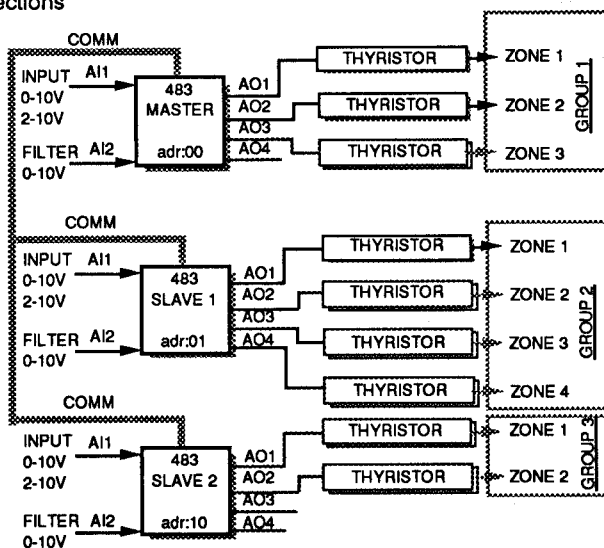 ections
COMM
INPUT AI1
0-10V
2-10V
FILTER AI2
0-10V
483
MASTER
adr:00
AO1
AO2
AO3
AO4
THYRISTOR
THYRISTOR
THYRISTOR
ZONE 1
ZONE 2
ZONE 3
GROUP 1
COMM
INPUT AI1
0-10V
2-10V
FILTER AI2
0-10V
483
SLAVE 1
adr:01
AO1
AO2
AO3
AO4
THYRISTOR
THYRISTOR
THYRISTOR
THYRISTOR
ZONE 1
ZONE 2
ZONE 3
ZONE 4
GROUP 2
COMM
INPUT AI1
0-10V
2-10V
FILTER AI2
0-10V
483
SLAVE 2
adr:10
AO1
AO2
AO3
AO4
THYRISTOR
THYRISTOR
ZONE 1
ZONE 2
GROUP 3